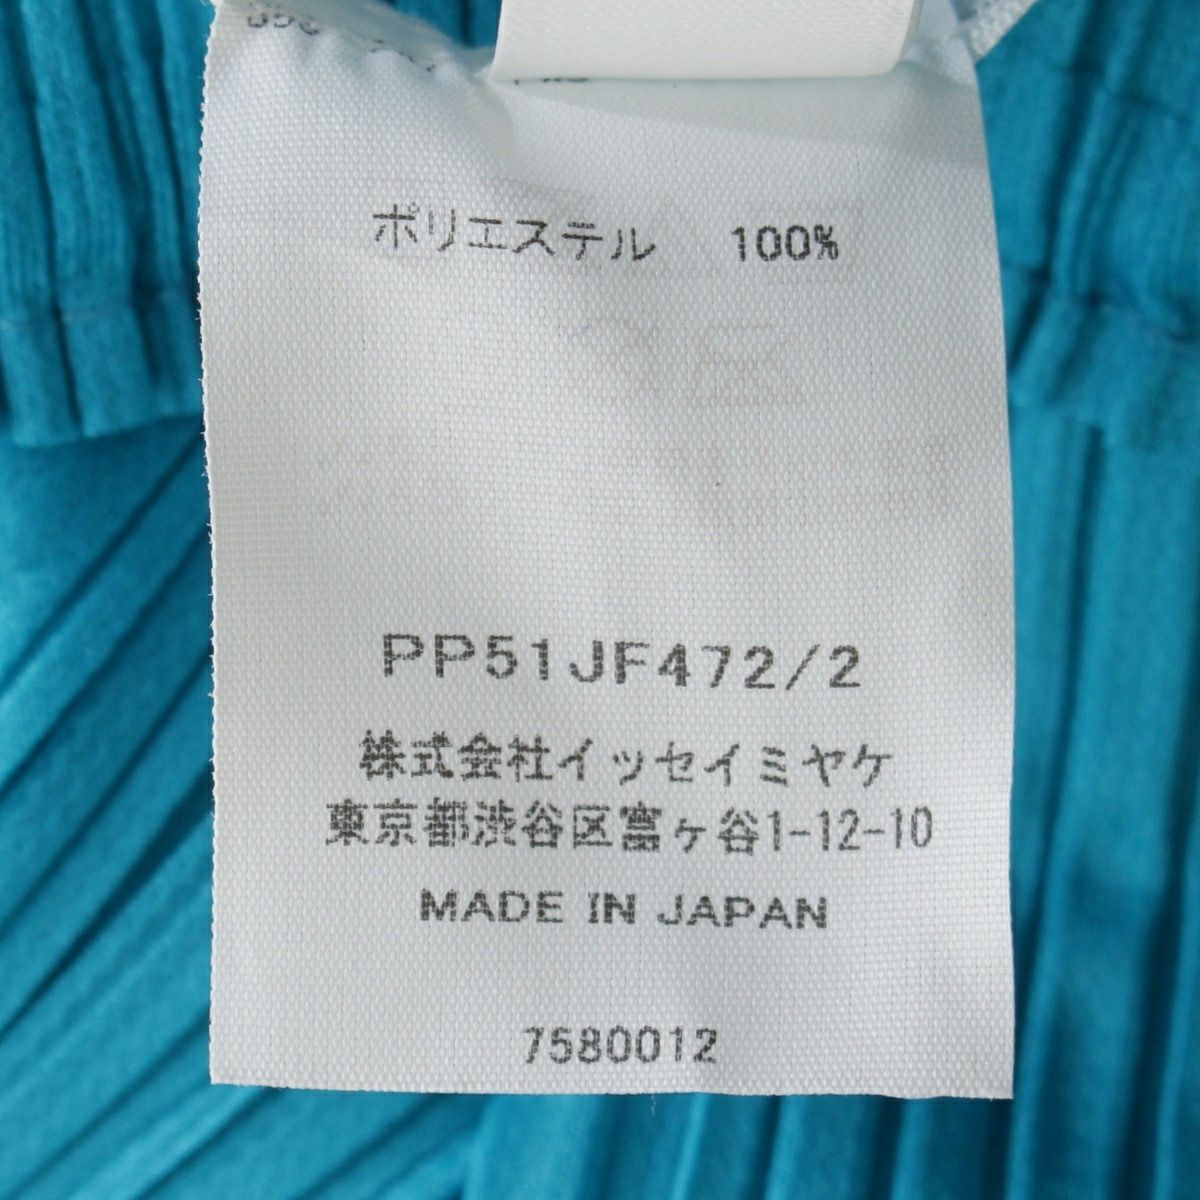 ポリエステル 100%
PP51JF472/2
株式会社イッセイミヤケ
東京都渋谷区富ヶ谷1-12-10
MADE IN JAPAN
7580012